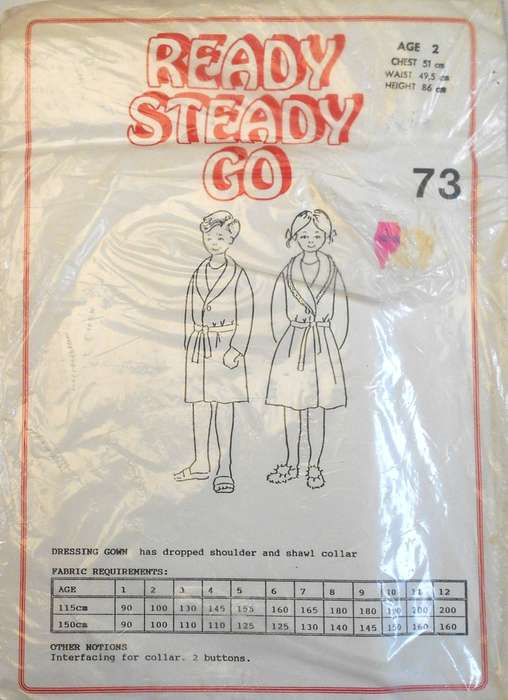 READY
STEADY
GO
AGE 2
CHEST 51 cm
WAIST 49,5 cm
HEIGHT 86 cm
73
DRESSING GOWN has dropped shoulder and shawl collar
FABRIC REQUIREMENTS:
AGE 1 2 3 4 5 6 7 8 9 10 11 12
115cm 90 100 130 145 155 160 165 180 180 190 200 200
150cm 90 100 110 110 125 125 130 140 145 150 160 160
OTHER NOTIONS
Interfacing for collar. 2 buttons.